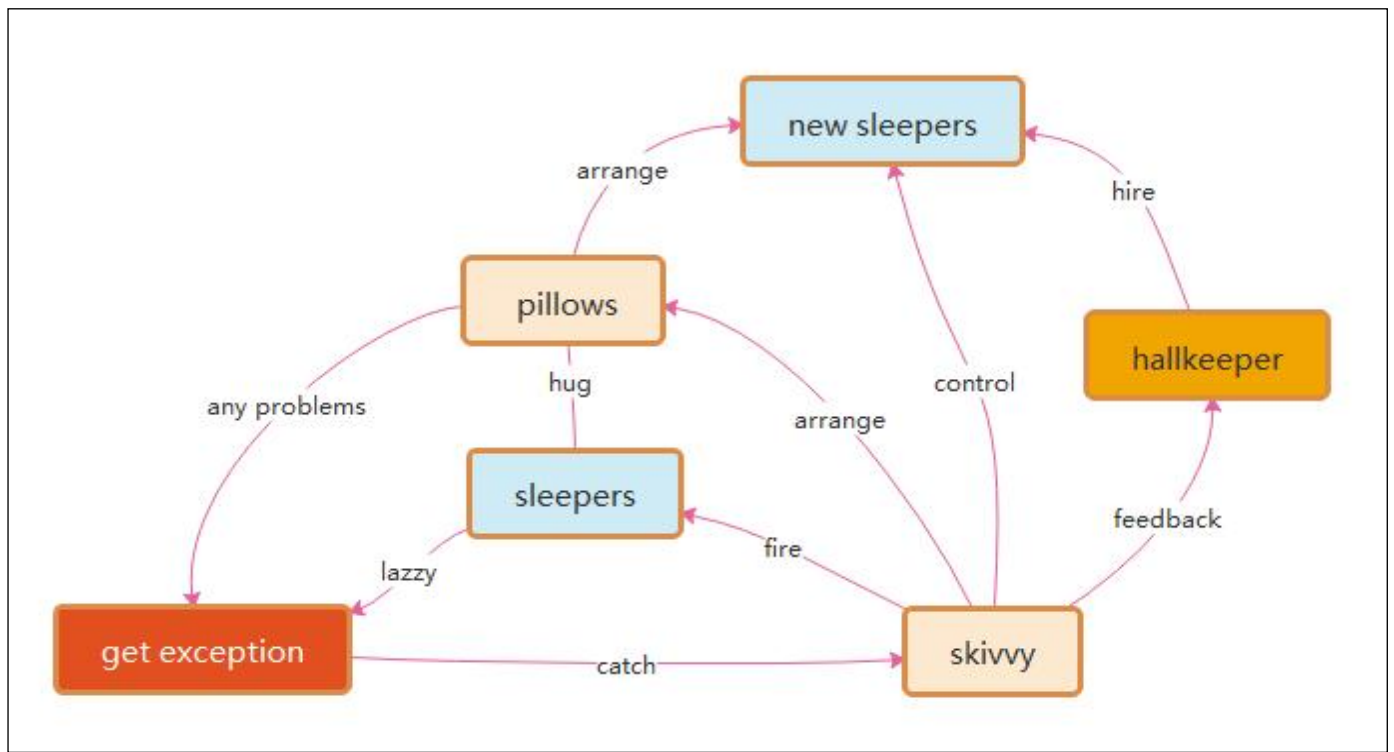 new sleepers
arrange
hire
pillows
hallkeeper
hug
control
any problems
arrange
sleepers
feedback
fire
lazzy
get exception
skivvy
catch